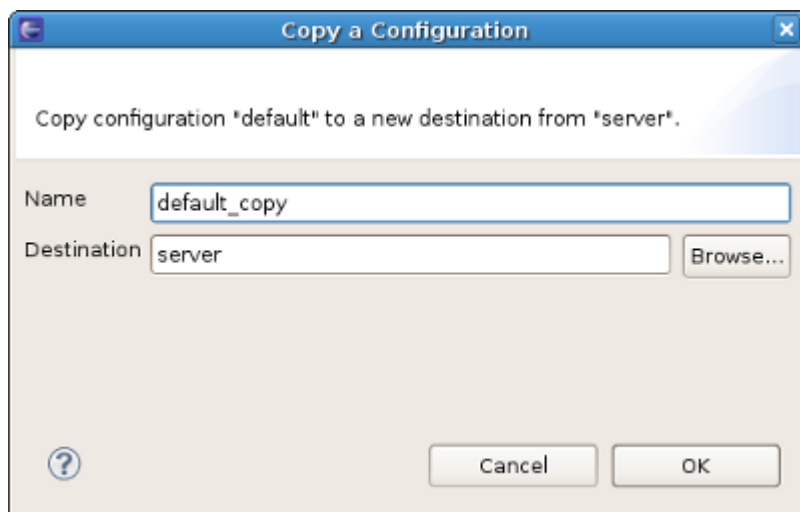 Copy a Configuration
Copy configuration "default" to a new destination from "server".
Name default_copy
Destination server Browse...
? Cancel OK